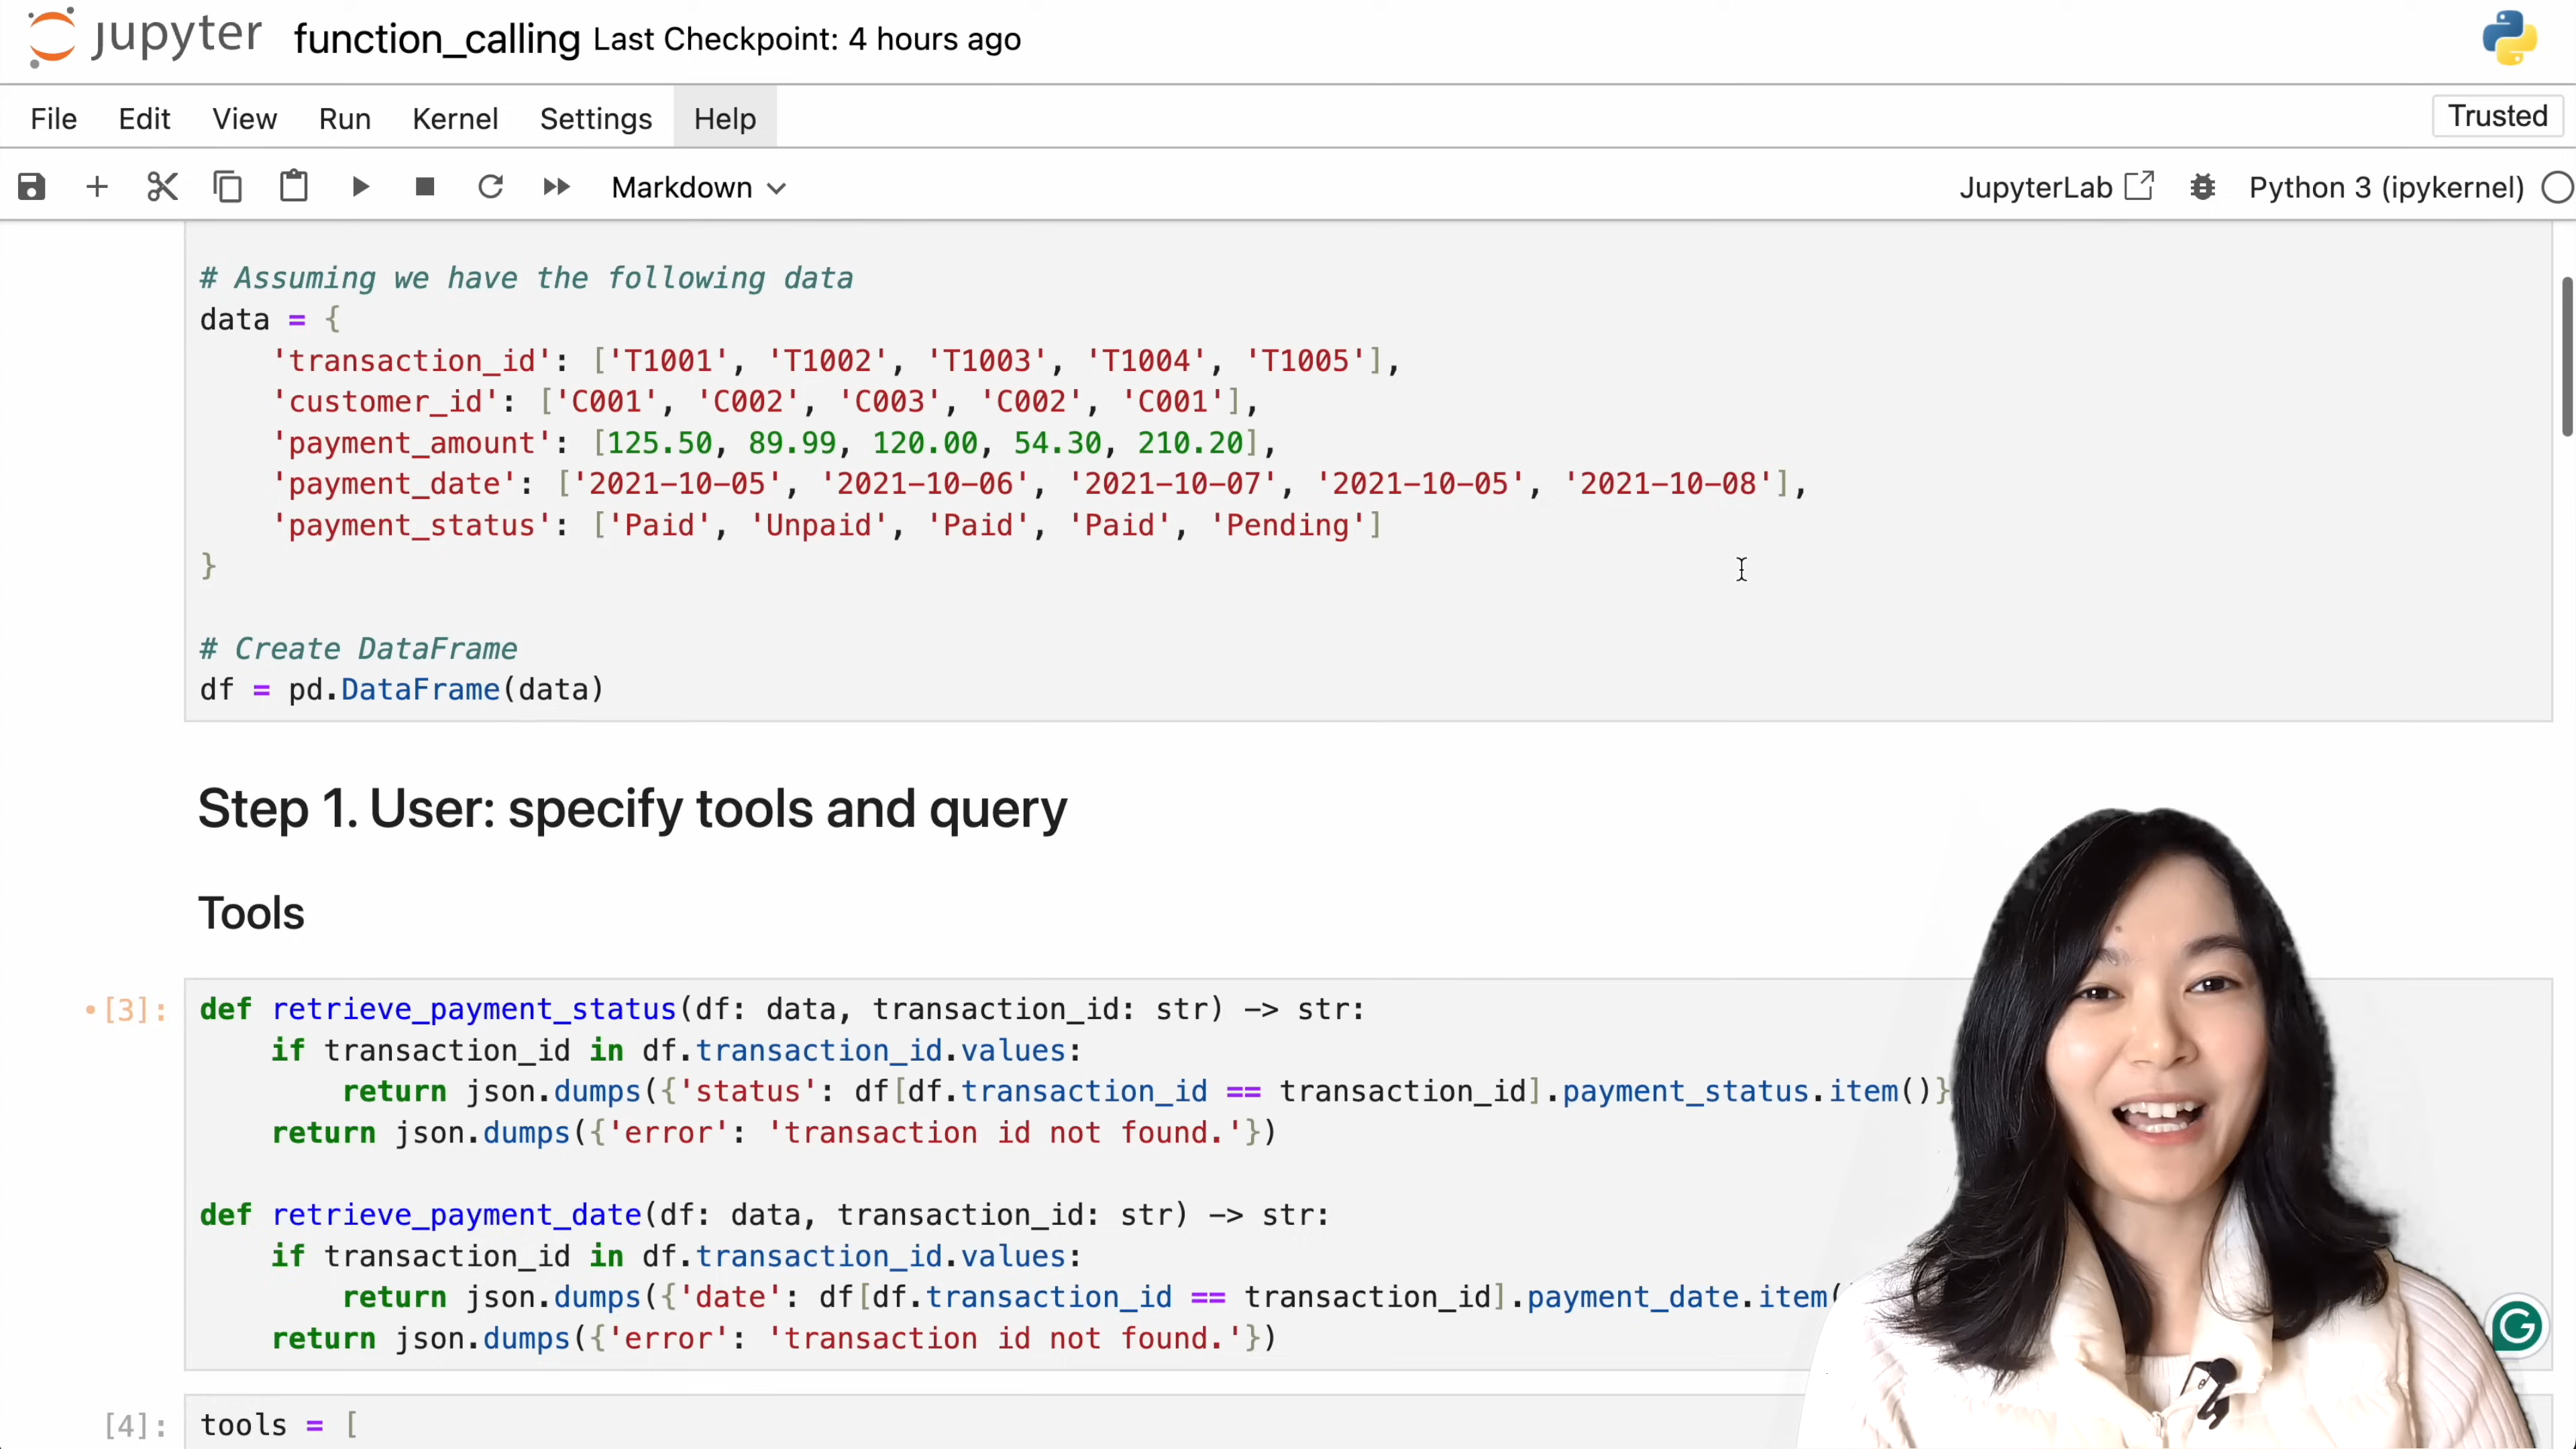 jupyter function_calling Last Checkpoint: 4 hours ago
File Edit View Run Kernel Settings Help Trusted
Markdown JupyterLab Python 3 (ipykernel)
# Assuming we have the following data
data = {
'transaction_id': ['T1001', 'T1002', 'T1003', 'T1004', 'T1005'],
'customer_id': ['C001', 'C002', 'C003', 'C002', 'C001'],
'payment_amount': [125.50, 89.99, 120.00, 54.30, 210.20],
'payment_date': ['2021-10-05', '2021-10-06', '2021-10-07', '2021-10-05', '2021-10-08'],
'payment_status': ['Paid', 'Unpaid', 'Paid', 'Paid', 'Pending']
}
# Create DataFrame
df = pd.DataFrame(data)
Step 1. User: specify tools and query
Tools
[3]: def retrieve_payment_status(df: data, transaction_id: str) -> str:
if transaction_id in df.transaction_id.values:
return json.dumps({'status': df[df.transaction_id == transaction_id].payment_status.item()}
return json.dumps({'error': 'transaction id not found.'})
def retrieve_payment_date(df: data, transaction_id: str) -> str:
if transaction_id in df.transaction_id.values:
return json.dumps({'date': df[df.transaction_id == transaction_id].payment_date.item(
return json.dumps({'error': 'transaction id not found.'})
[4]: tools = [